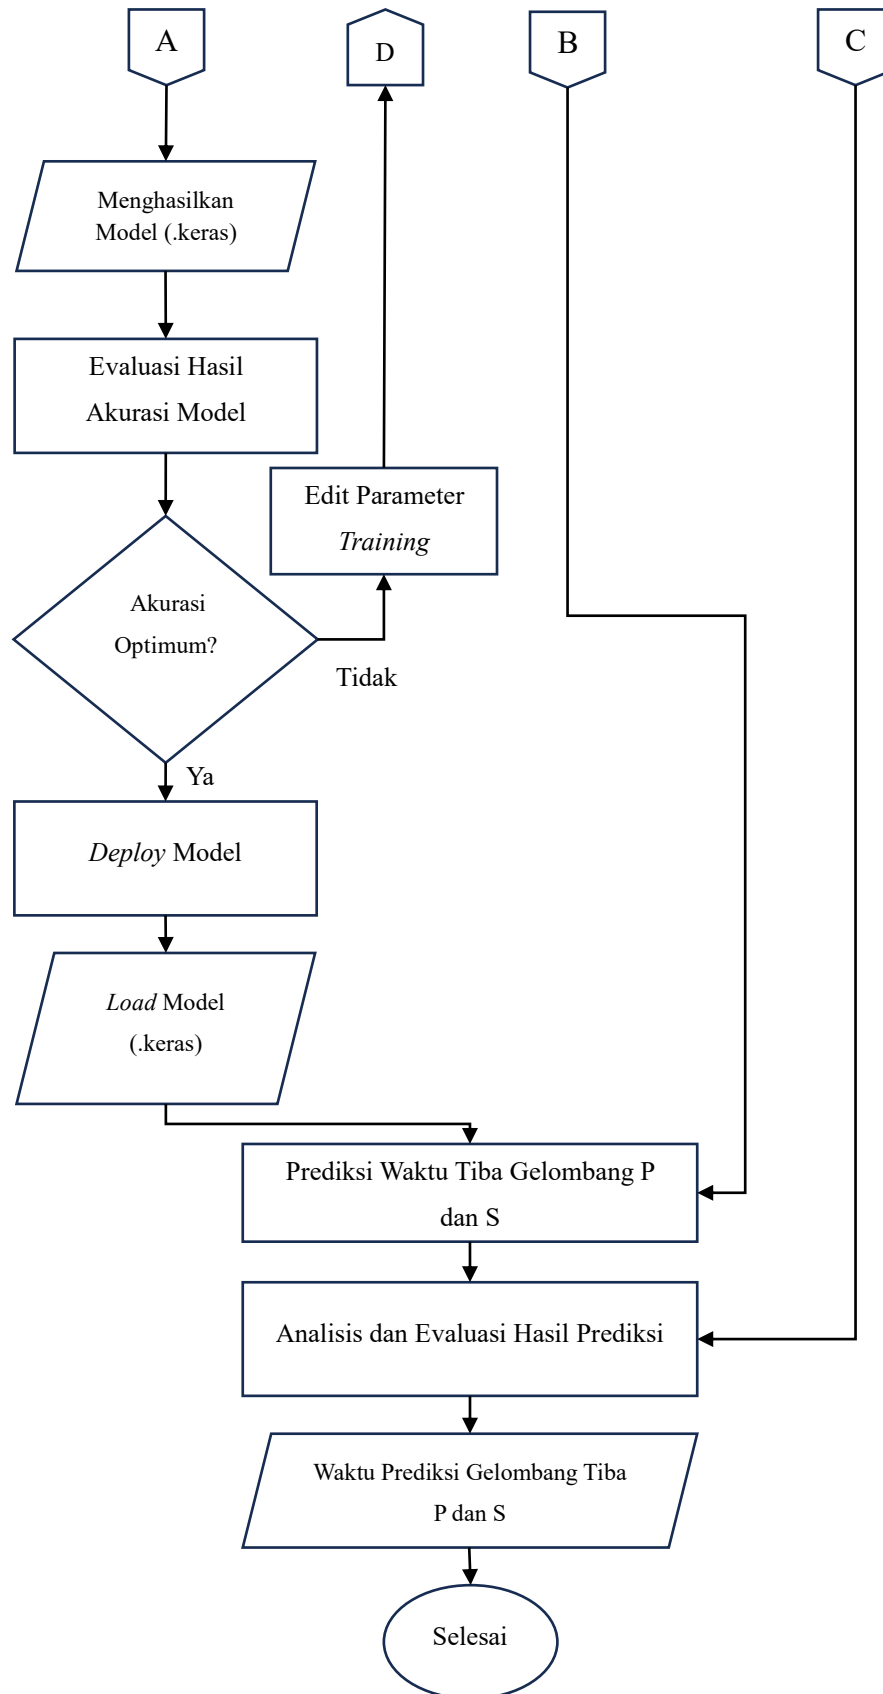 A
D
B
C
Menghasilkan
Model (.keras)
Evaluasi Hasil
Akurasi Model
Edit Parameter
Training
Akurasi
Optimum?
Tidak
Ya
Deploy Model
Load Model
(.keras)
Prediksi Waktu Tiba Gelombang P
dan S
Analisis dan Evaluasi Hasil Prediksi
Waktu Prediksi Gelombang Tiba
P dan S
Selesai